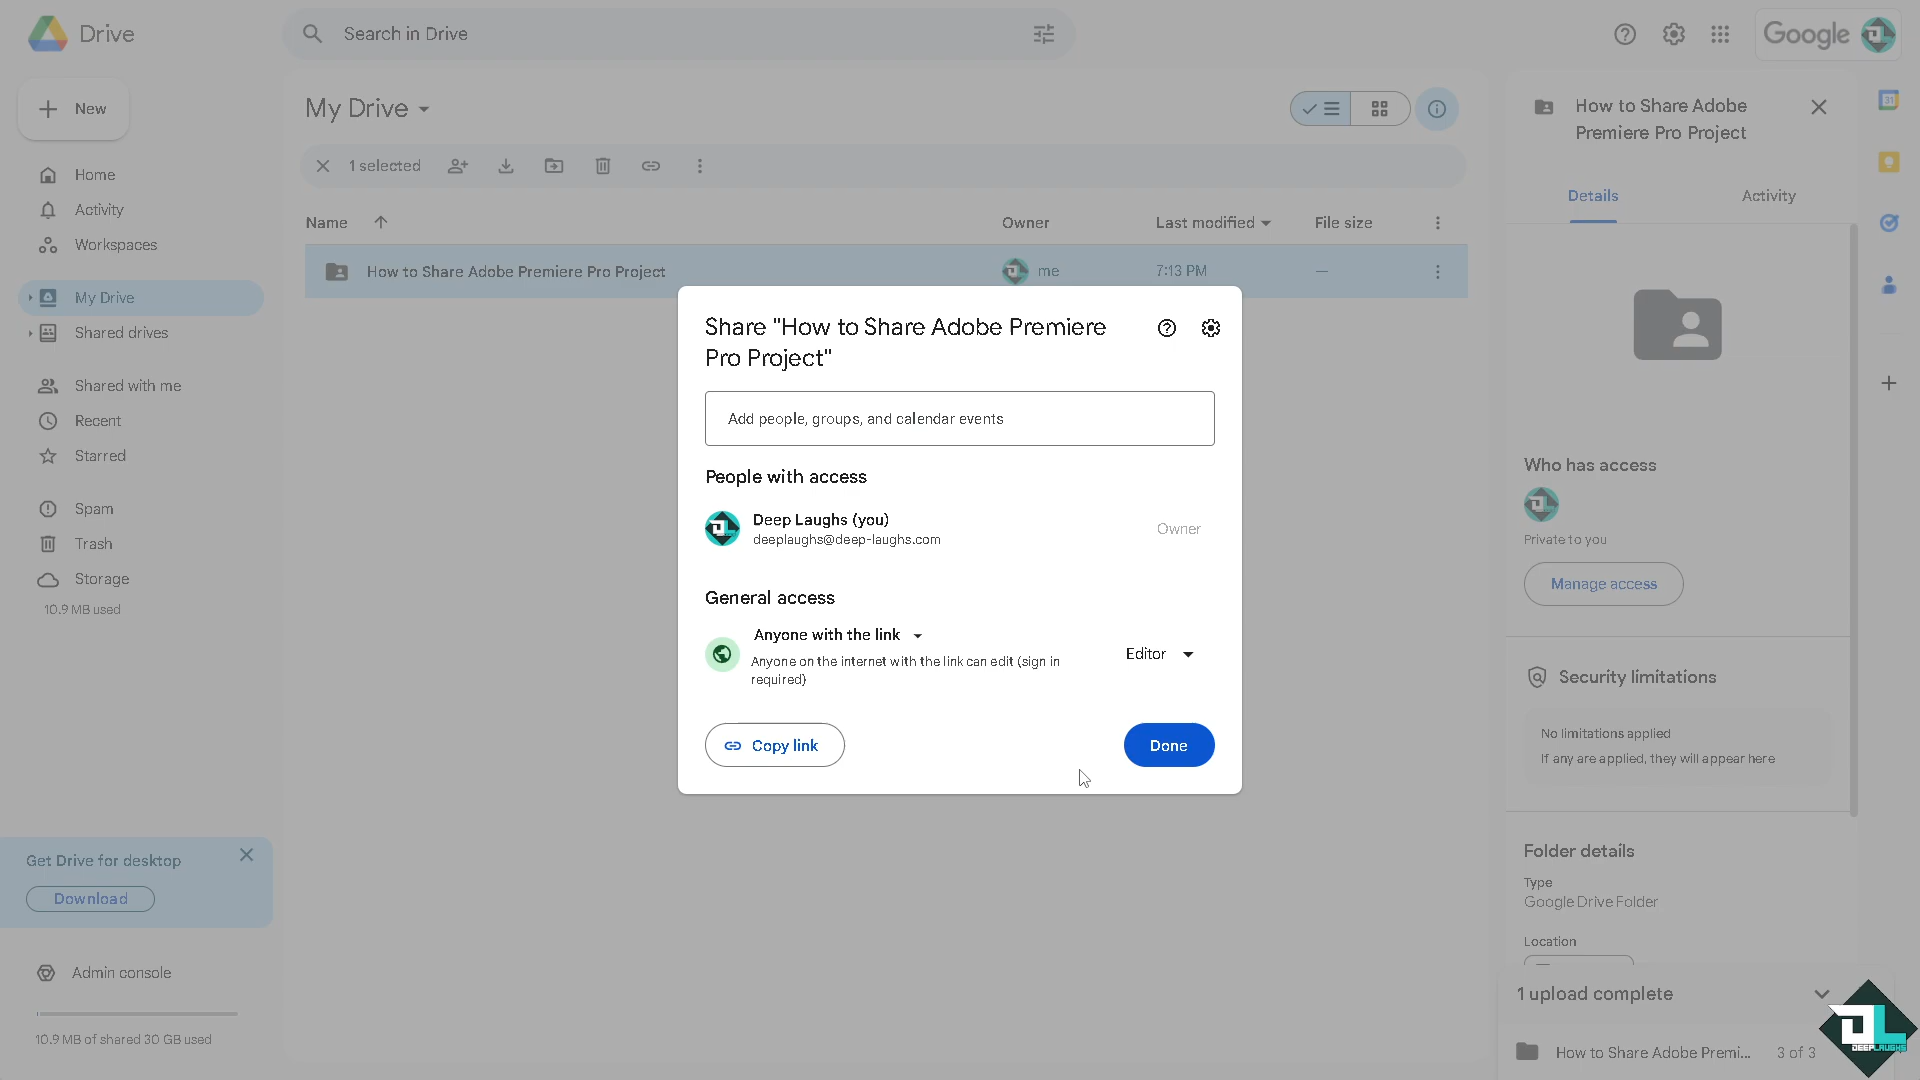 Drive
Search in Drive
Google
New
Home
Activity
Workspaces
My Drive
Shared drives
Shared with me
Recent
Starred
Spam
Trash
Storage
10.9 MB used
Get Drive for desktop
Download
Admin console
10.9 MB of shared 30 GB used
My Drive
1 selected
Name
Owner
Last modified
File size
How to Share Adobe Premiere Pro Project
me
7:13 PM
—
Share "How to Share Adobe Premiere
Pro Project"
Add people, groups, and calendar events
People with access
Deep Laughs (you)
deeplaughs@deep-laughs.com
Owner
General access
Anyone with the link
Anyone on the internet with the link can edit (sign in
required)
Editor
Copy link
Done
How to Share Adobe
Premiere Pro Project
Details
Activity
Who has access
Private to you
Manage access
Security limitations
No limitations applied
If any are applied, they will appear here
Folder details
Type
Google Drive Folder
Location
1 upload complete
How to Share Adobe Premi...
3 of 3
31
DL
DEEPLAUGHS